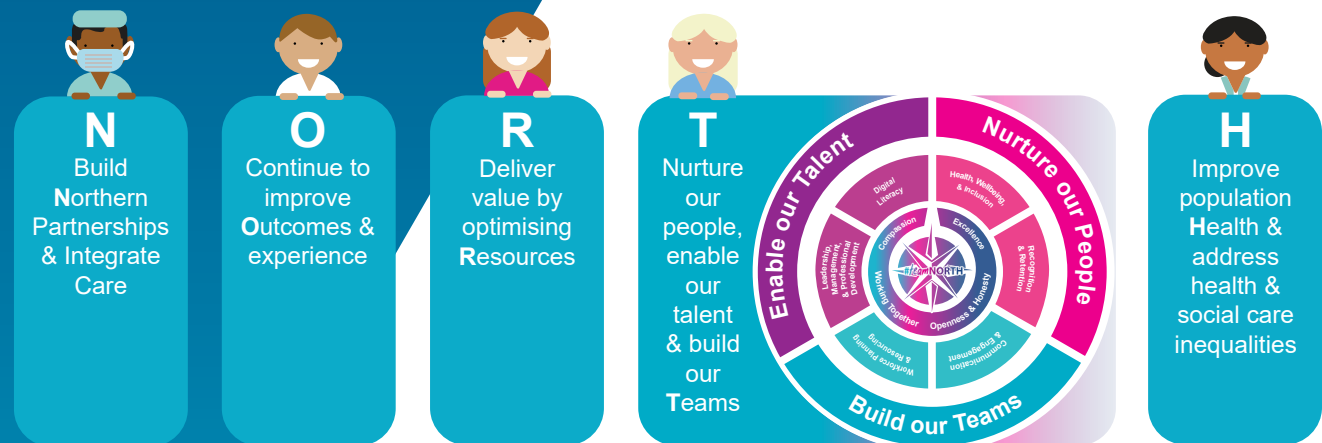 N
Build
Northern
Partnerships
& Integrate
Care
O
Continue to
improve
Outcomes &
experience
R
Deliver
value by
optimising
Resources
T
Nurture
our
people,
enable
our
talent
& build
our
Teams
Enable our Talent
Nurture our People
Build our Teams
Digital
Literacy
Health, Wellbeing,
& Inclusion
Leadership,
Management,
& Professional
Development
Recognition
& Retention
Workforce Planning
& Resourcing
Communication
& Engagement
Compassion
Excellence
Working Together
Openness & Honesty
#teamNORTH
H
Improve
population
Health &
address
health &
social care
inequalities